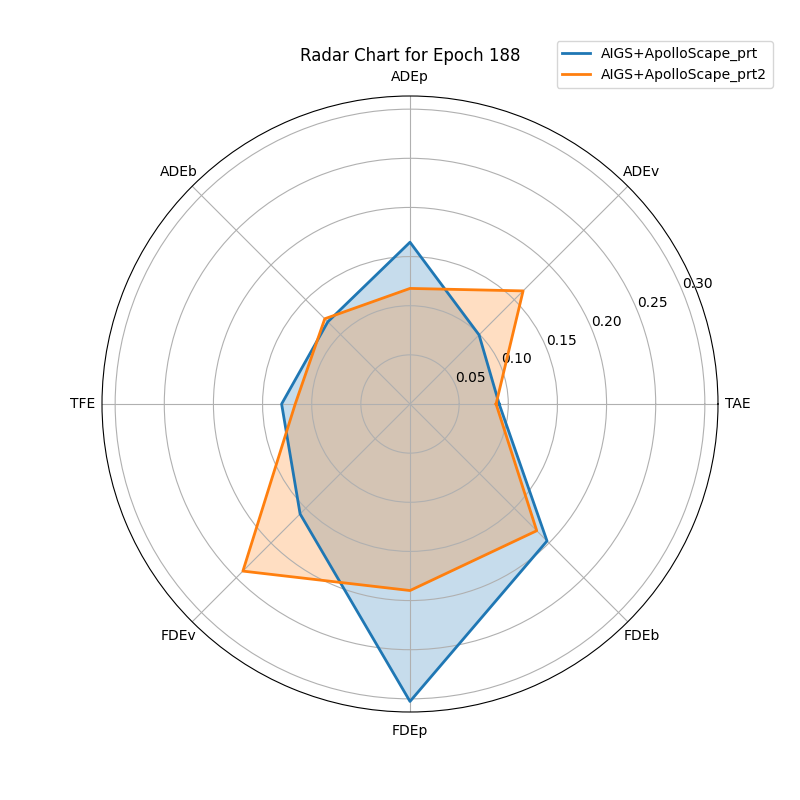 Radar Chart for Epoch 188
AIGS+ApolloScape_prt
AIGS+ApolloScape_prt2
ADEp
ADEb
ADEv
0.30
0.25
0.20
0.15
0.10
0.05
TFE
TAE
FDEv
FDEb
FDEp